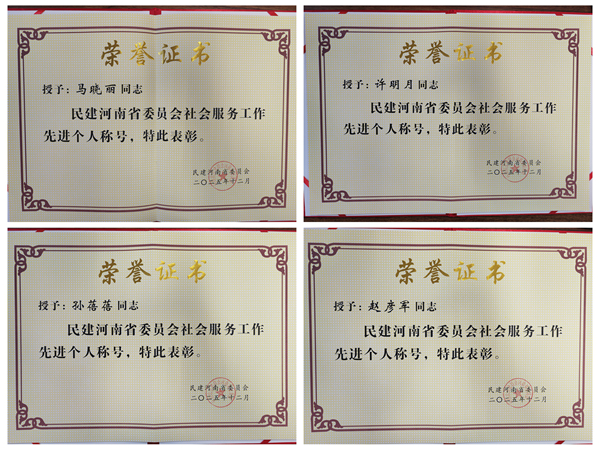 荣誉证书
授予：马晓丽同志
民建河南省委员会社会服务工作
先进个人称号，特此表彰。
民建河南省委员会
二〇二五年十二月
荣誉证书
授予：许明月同志
民建河南省委员会社会服务工作
先进个人称号，特此表彰。
民建河南省委员会
二〇二五年十二月
荣誉证书
授予：孙蓓蓓同志
民建河南省委员会社会服务工作
先进个人称号，特此表彰。
民建河南省委员会
二〇二五年十二月
荣誉证书
授予：赵彦军同志
民建河南省委员会社会服务工作
先进个人称号，特此表彰。
民建河南省委员会
二〇二五年十二月